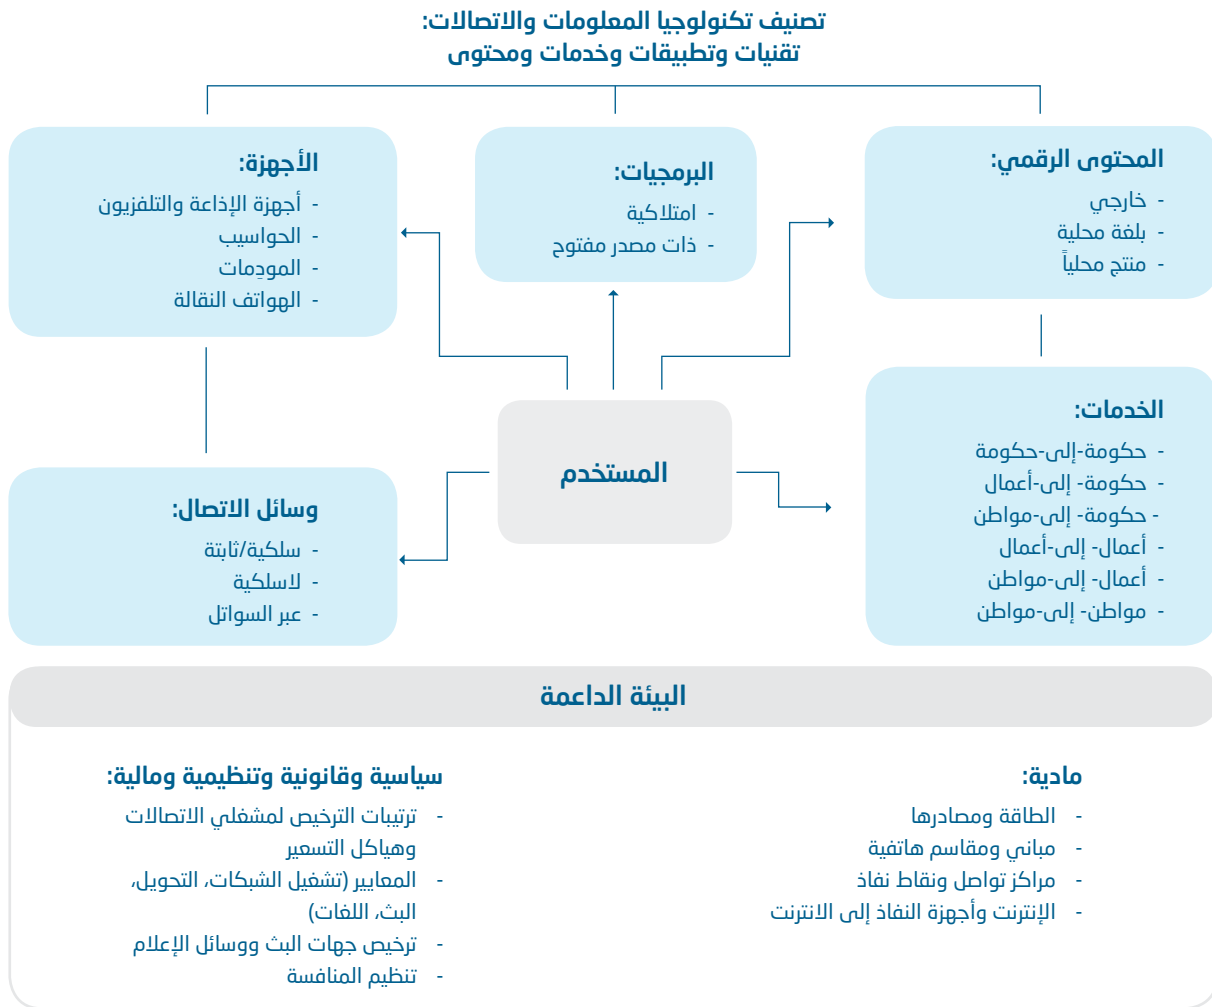 تصنيف تكنولوجيا المعلومات والاتصالات:
تقنيات وتطبيقات وخدمات ومحتوى
المحتوى الرقمي:
- خارجي
- بلغة محلية
- منتج محلياً
البرمجيات:
- امتلاكية
- ذات مصدر مفتوح
الأجهزة:
- أجهزة الإذاعة والتلفزيون
- الحواسيب
- المودِمات
- الهواتف النقالة
الخدمات:
- حكومة-إلى-حكومة
- حكومة- إلى-أعمال
- حكومة- إلى-مواطن
- أعمال- إلى-أعمال
- أعمال- إلى-مواطن
- مواطن- إلى-مواطن
المستخدم
وسائل الاتصال:
- سلكية/ثابتة
- لاسلكية
- عبر السواتل
البيئة الداعمة
مادية:
- الطاقة ومصادرها
- مباني ومقاسم هاتفية
- مراكز تواصل ونقاط نفاذ
- الإنترنت وأجهزة النفاذ إلى الانترنت
سياسية وقانونية وتنظيمية ومالية:
- ترتيبات الترخيص لمشغلي الاتصالات
وهياكل التسعير
- المعايير (تشغيل الشبكات، التحويل،
البث، اللغات)
- ترخيص جهات البث ووسائل الإعلام
- تنظيم المنافسة